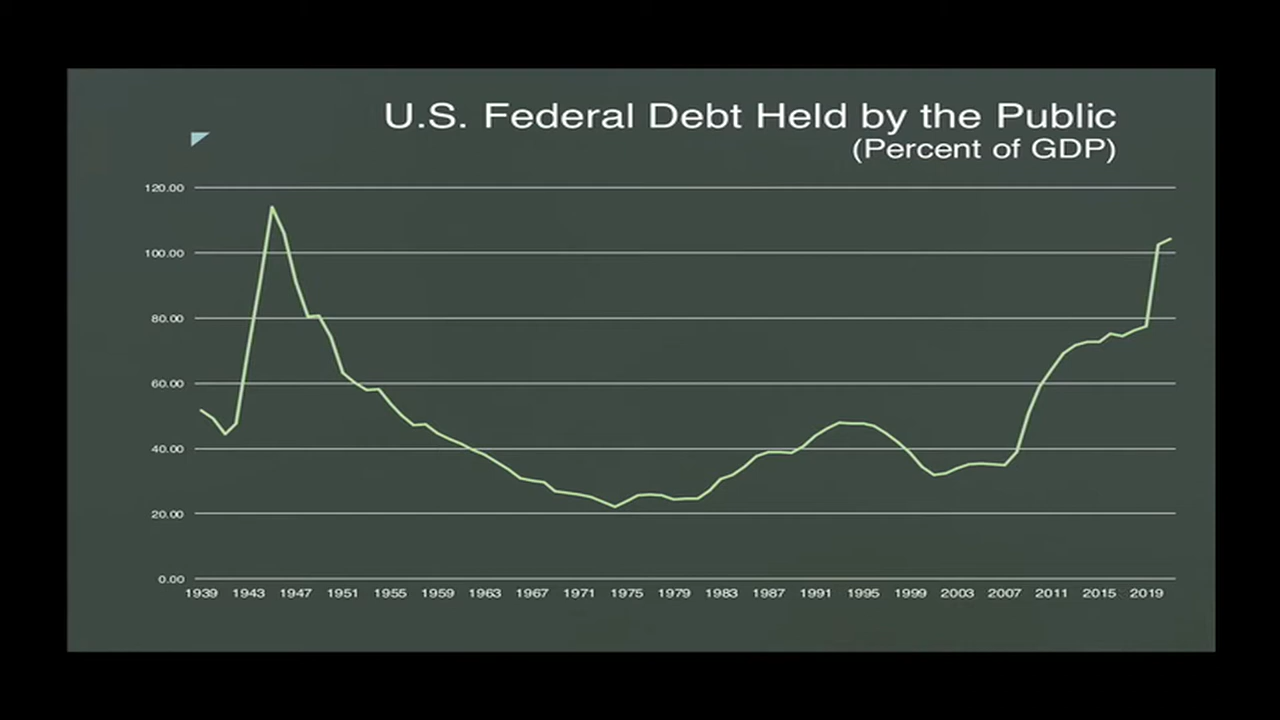 U.S. Federal Debt Held by the Public
(Percent of GDP)
120.00
100.00
80.00
60.00
40.00
20.00
0.00
1939 1943 1947 1951 1955 1959 1963 1967 1971 1975 1979 1983 1987 1991 1995 1999 2003 2007 2011 2015 2019